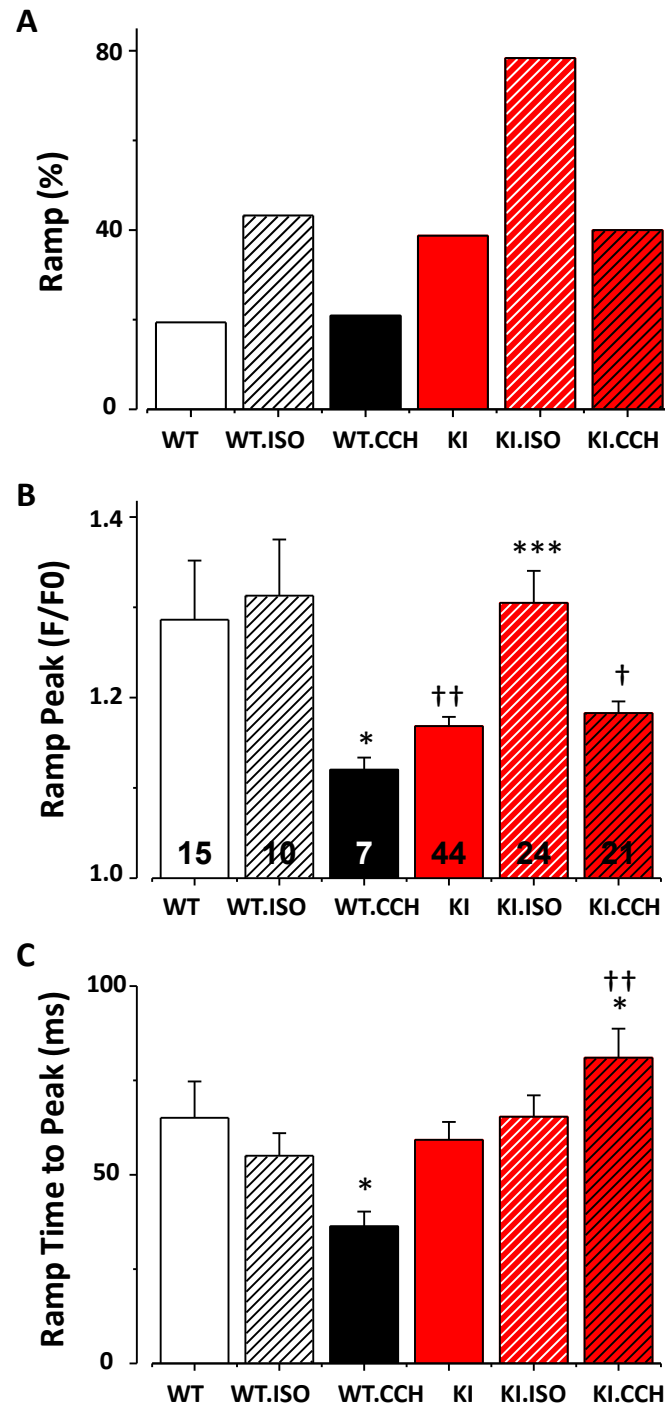 A
Ramp (%)
80
40
0
WT WT.ISO WT.CCH KI KI.ISO KI.CCH
B
Ramp Peak (F/F0)
1.4
1.2
1.0
* †† *** †
15 10 7 44 24 21
WT WT.ISO WT.CCH KI KI.ISO KI.CCH
C
Ramp Time to Peak (ms)
100
50
0
††
*
*
WT WT.ISO WT.CCH KI KI.ISO KI.CCH